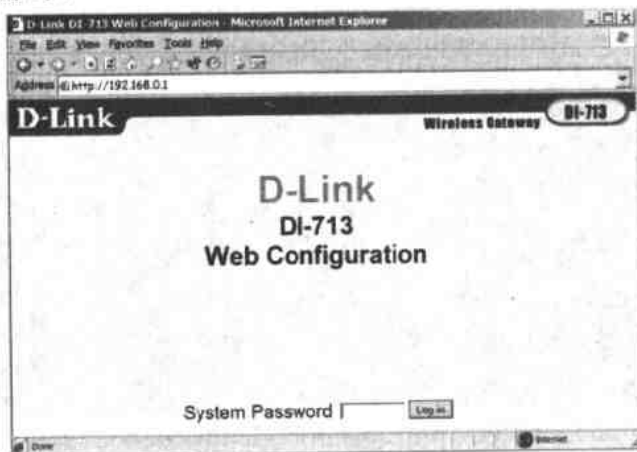 D-Link DI-713 Web Configuration - Microsoft Internet Explorer
File Edit View Favorites Tools Help
Address http://192.168.0.1
D-Link
Wireless Gateway DI-713
D-Link
DI-713
Web Configuration
System Password Log in
Done Internet